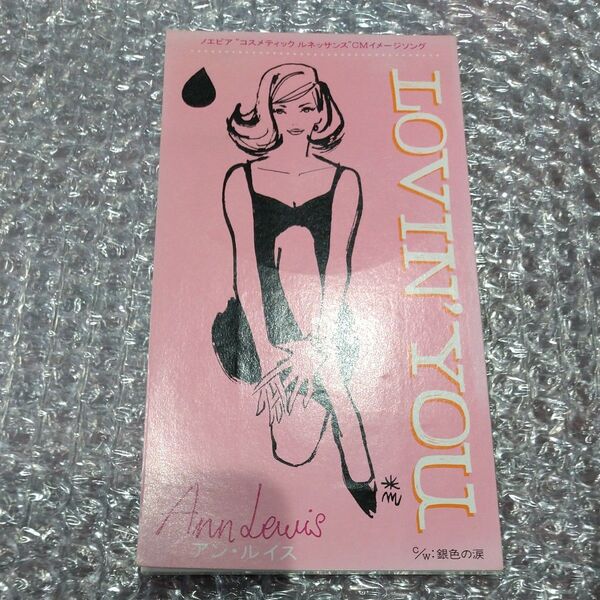 ノエビア"コスメティック ルネッサンス"CMイメージソング
LOVIN' YOU
Ann Lewis
アン・ルイス
c/w:銀色の涙